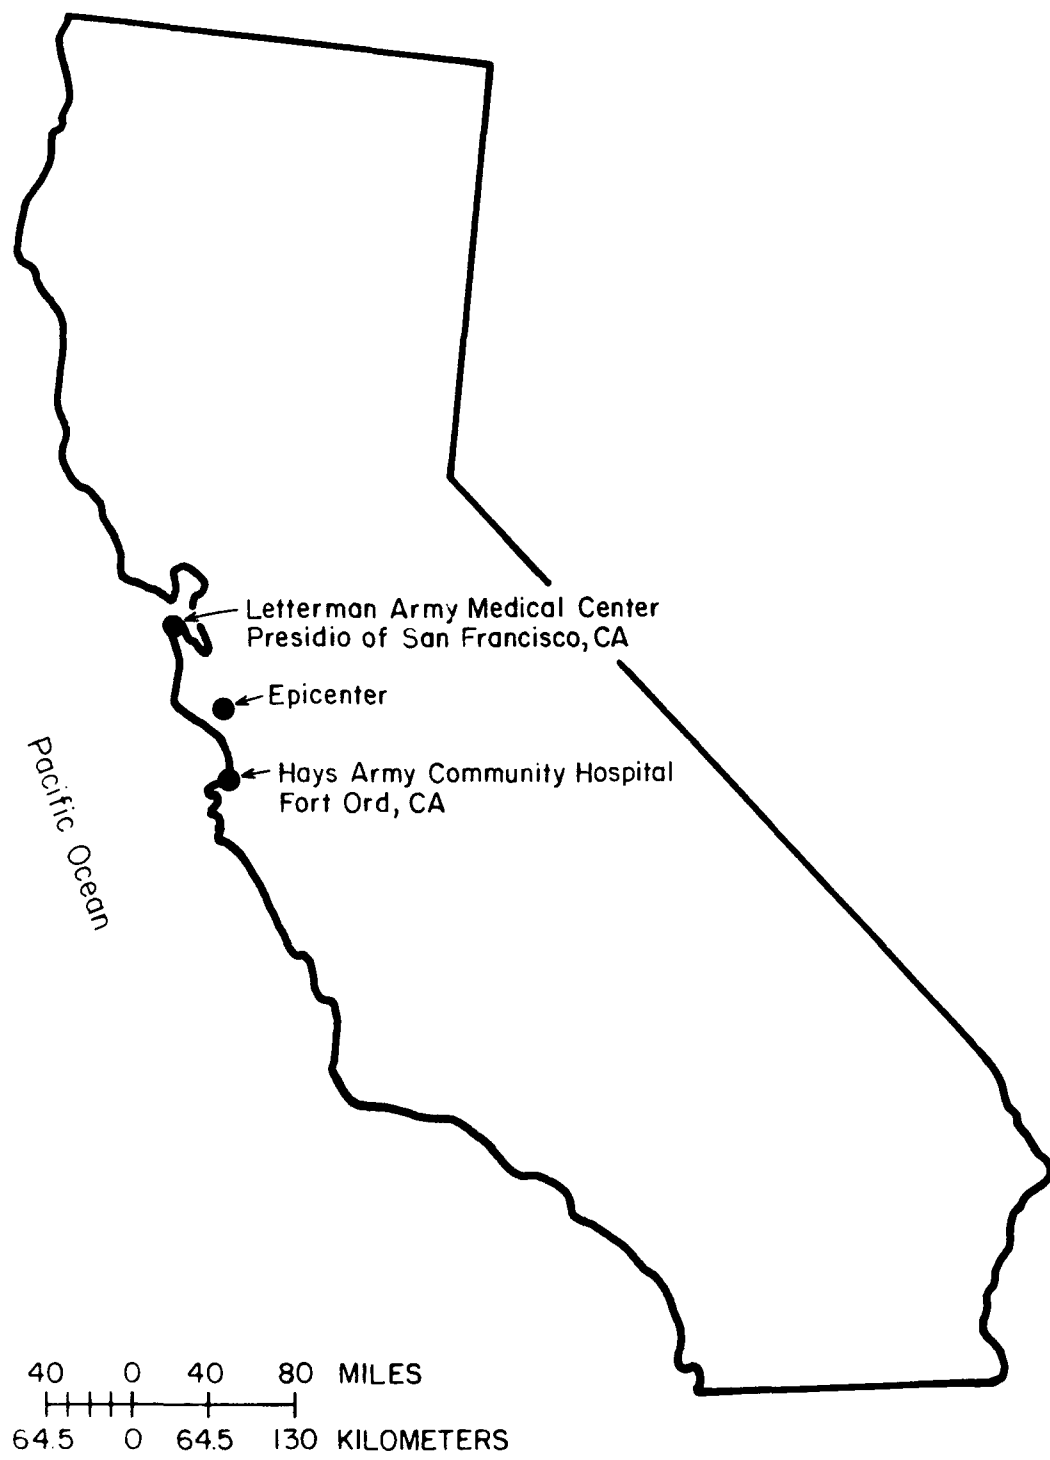 Letterman Army Medical Center
Presidio of San Francisco, CA
Epicenter
Hays Army Community Hospital
Fort Ord, CA
Pacific Ocean
40 0 40 80 MILES
64.5 0 64.5 130 KILOMETERS